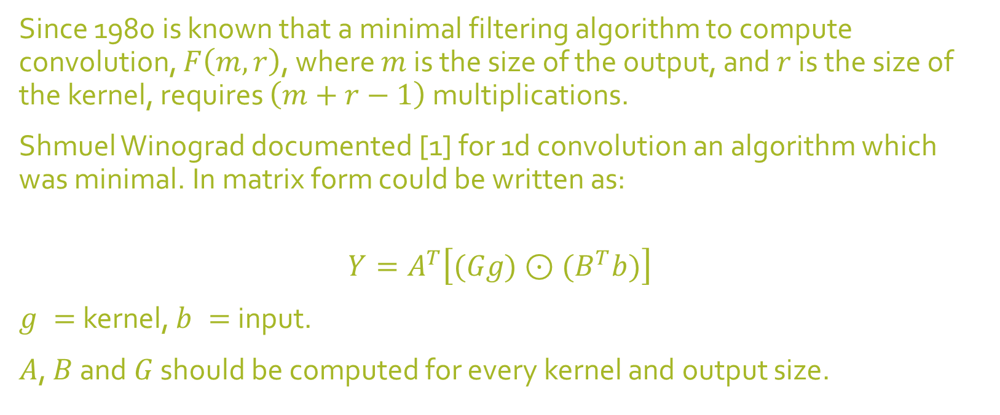 Since 1980 is known that a minimal filtering algorithm to compute
convolution, F(m, r), where m is the size of the output, and r is the size of
the kernel, requires (m + r − 1) multiplications.
Shmuel Winograd documented [1] for 1d convolution an algorithm which
was minimal. In matrix form could be written as:
Y = Aᵀ[(Gg) ⊙ (Bᵀb)]
g = kernel, b = input.
A, B and G should be computed for every kernel and output size.